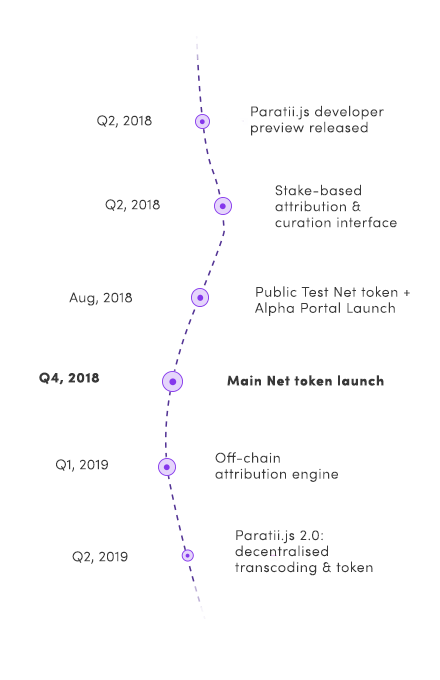 Q2, 2018
Paratii.js developer
preview released
Q2, 2018
Stake-based
attribution &
curation interface
Aug, 2018
Public Test Net token +
Alpha Portal Launch
Q4, 2018
Main Net token launch
Q1, 2019
Off-chain
attribution engine
Q2, 2019
Paratii.js 2.0:
decentralised
transcoding & token